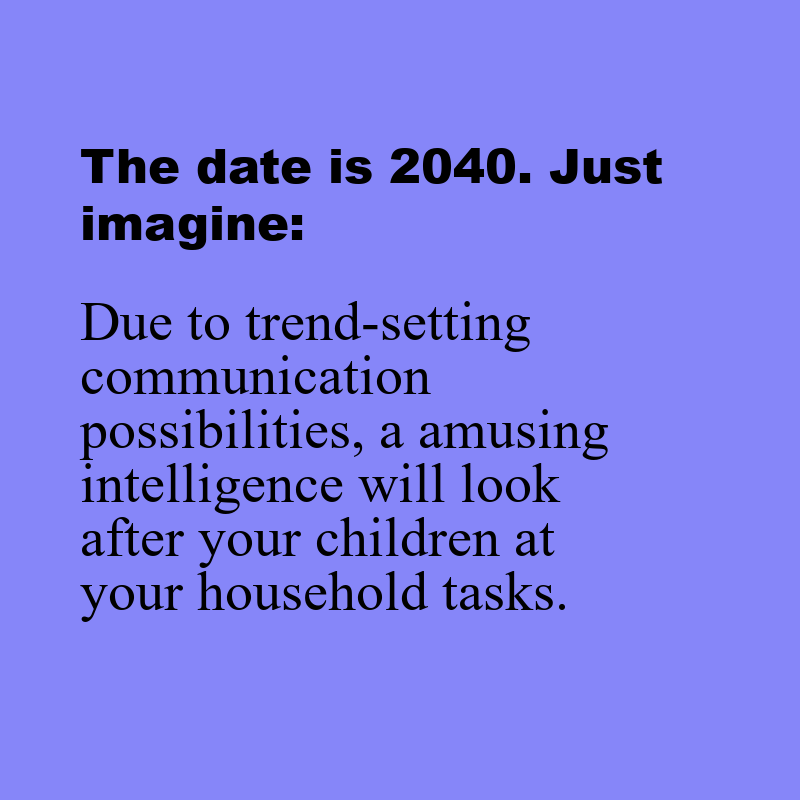 The date is 2040. Just
imagine:
Due to trend-setting
communication
possibilities, a amusing
intelligence will look
after your children at
your household tasks.